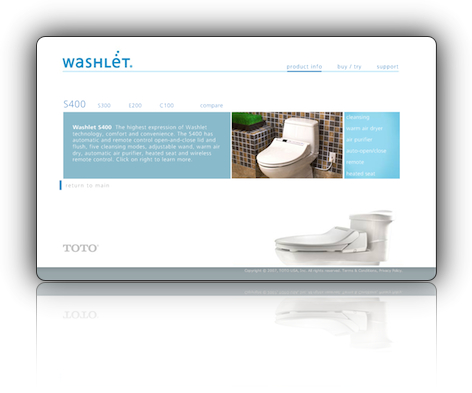 WASHLET.
product info buy / try support
S400 S300 E200 C100 compare
Washlet S400 The highest expression of Washlet
technology, comfort and convenience. The S400 has
automatic and remote control open-and-close lid and
flush, five cleansing modes, adjustable wand, warm air
dry, automatic air purifier, heated seat and wireless
remote control. Click on right to learn more.
cleansing
warm air dryer
air purifier
auto-open/close
remote
heated seat
return to main
TOTO
Copyright © 2007, TOTO USA, Inc. All rights reserved. Terms & Conditions. Privacy Policy.